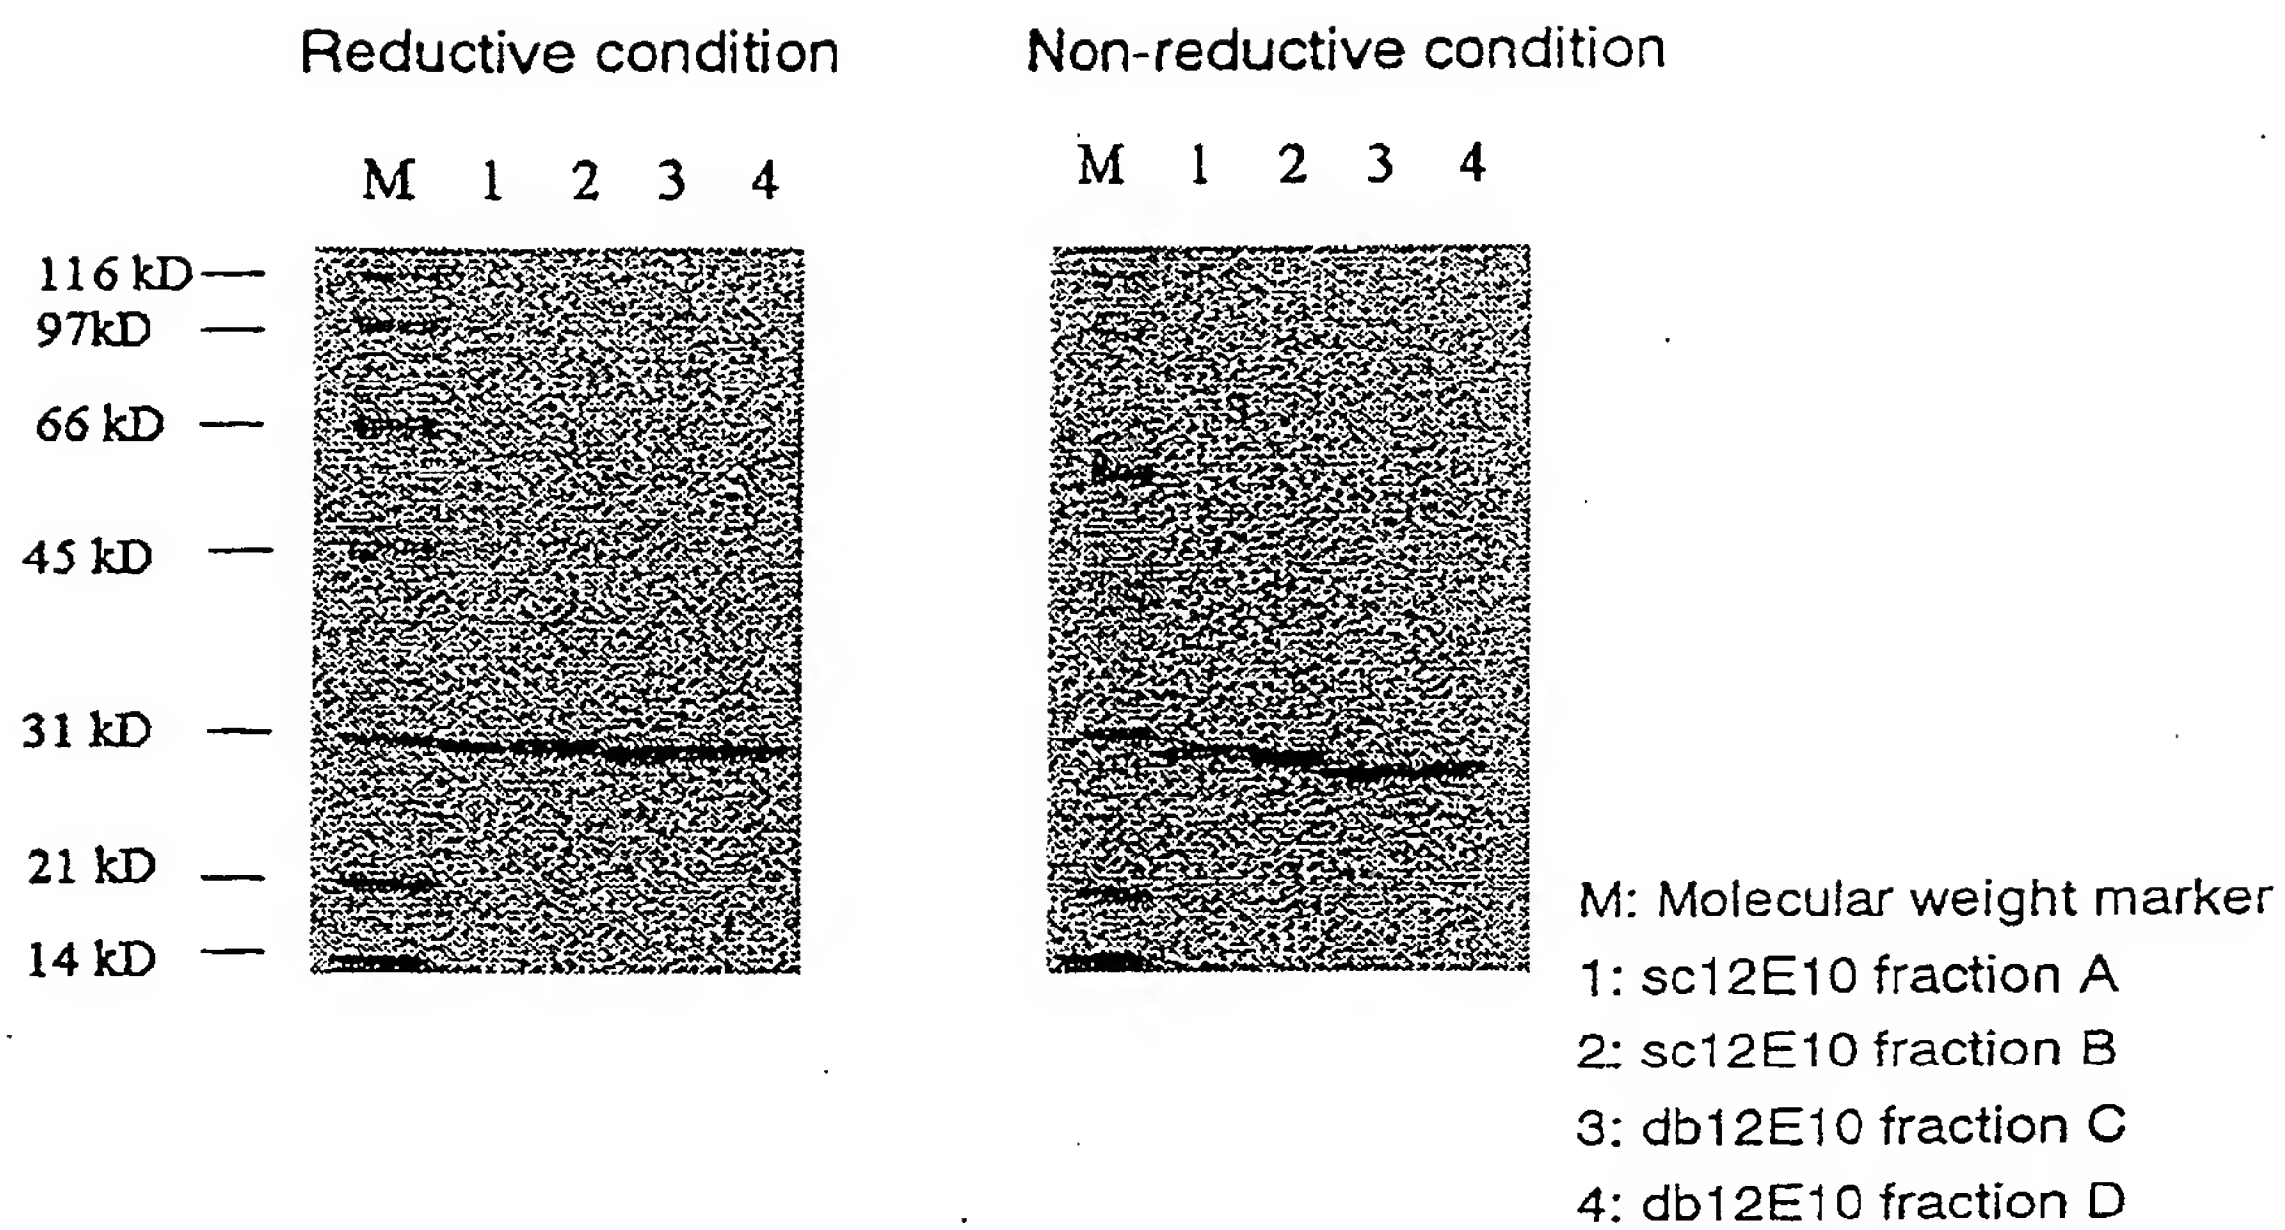 Reductive condition
Non-reductive condition
M 1 2 3 4
M 1 2 3 4
116 kD
97kD
66 kD
45 kD
31 kD
21 kD
14 kD
M: Molecular weight marker
1: sc12E10 fraction A
2: sc12E10 fraction B
3: db12E10 fraction C
4: db12E10 fraction D